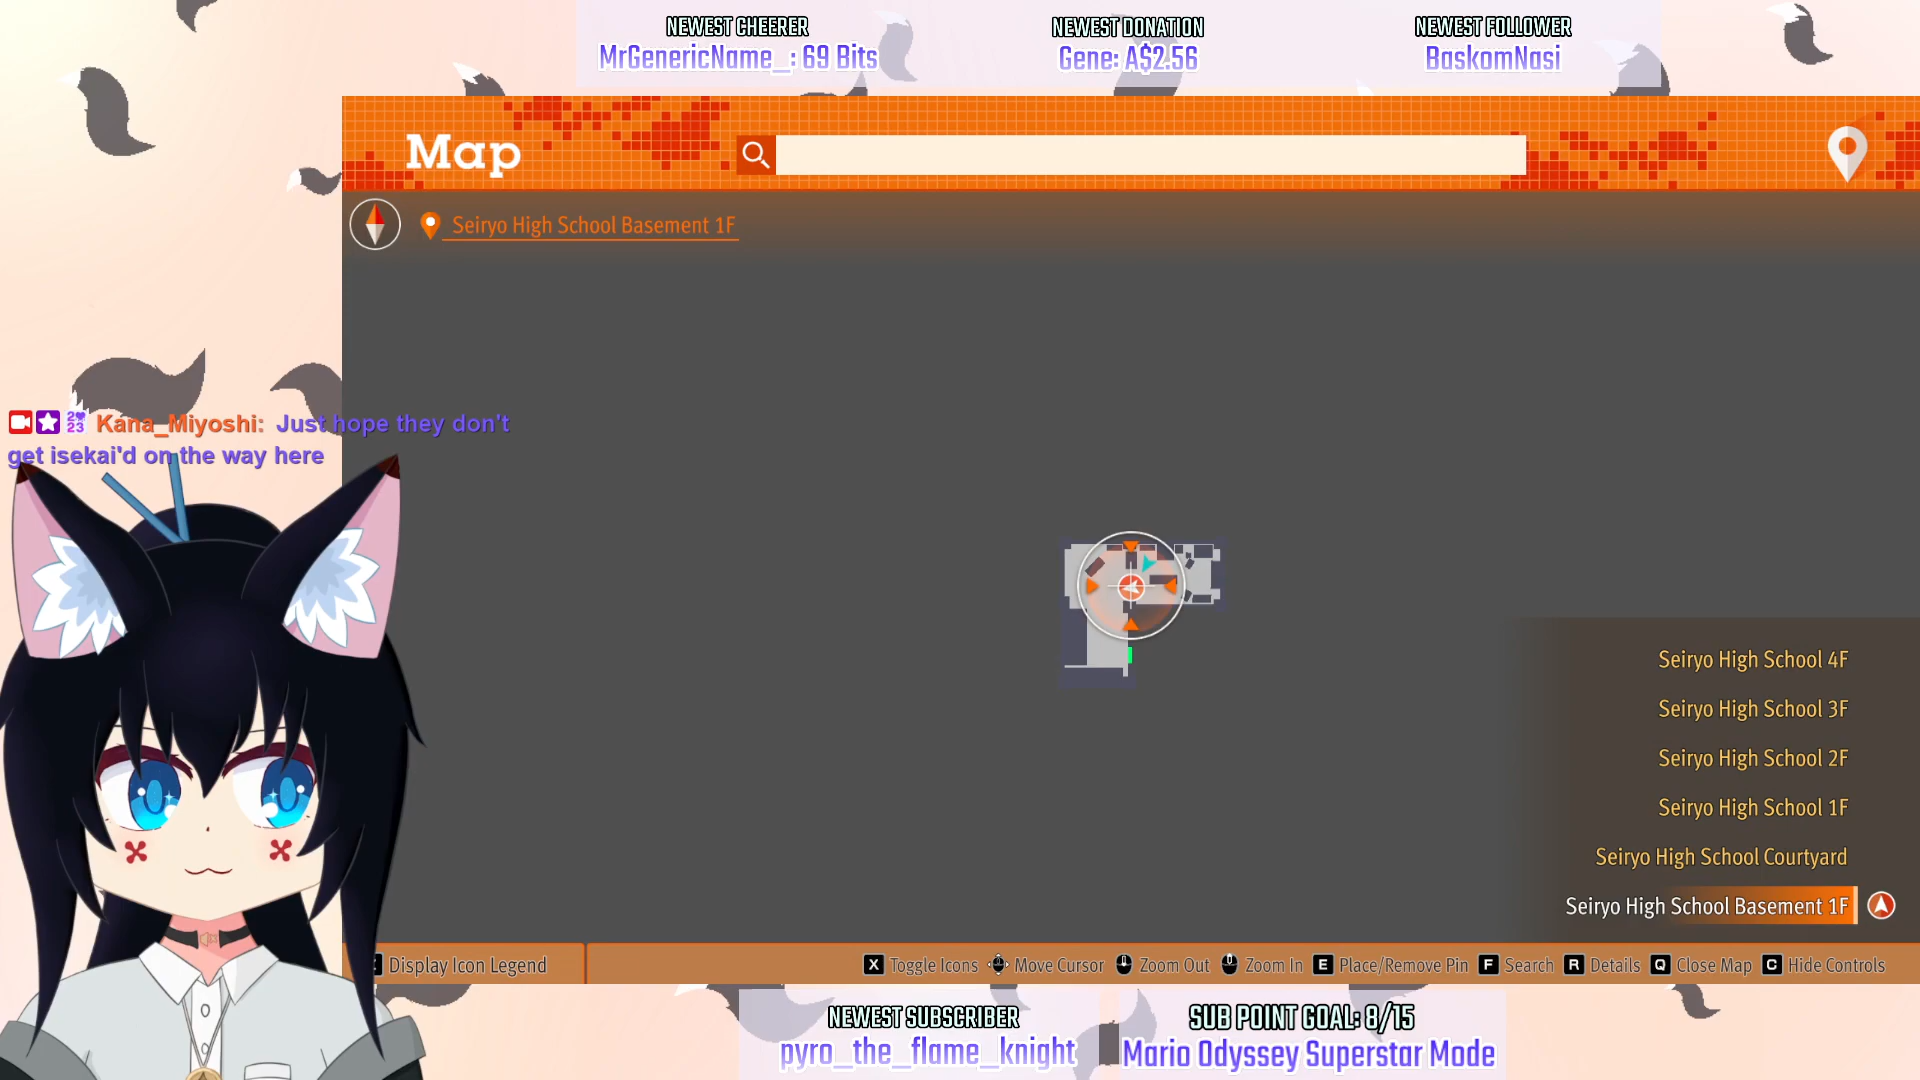 NEWEST CHEERER
MrGenericName_: 69 Bits
NEWEST DONATION
Gene: A$2.56
NEWEST FOLLOWER
BaskomNasi
Map
Seiryo High School Basement 1F
Kana_Miyoshi: Just hope they don't
get isekai'd on the way here
Seiryo High School 4F
Seiryo High School 3F
Seiryo High School 2F
Seiryo High School 1F
Seiryo High School Courtyard
Seiryo High School Basement 1F
Display Icon Legend
X Toggle Icons Move Cursor Zoom Out Zoom In E Place/Remove Pin F Search R Details Q Close Map C Hide Controls
NEWEST SUBSCRIBER
pyro_the_flame_knight
SUB POINT GOAL: 8/15
Mario Odyssey Superstar Mode